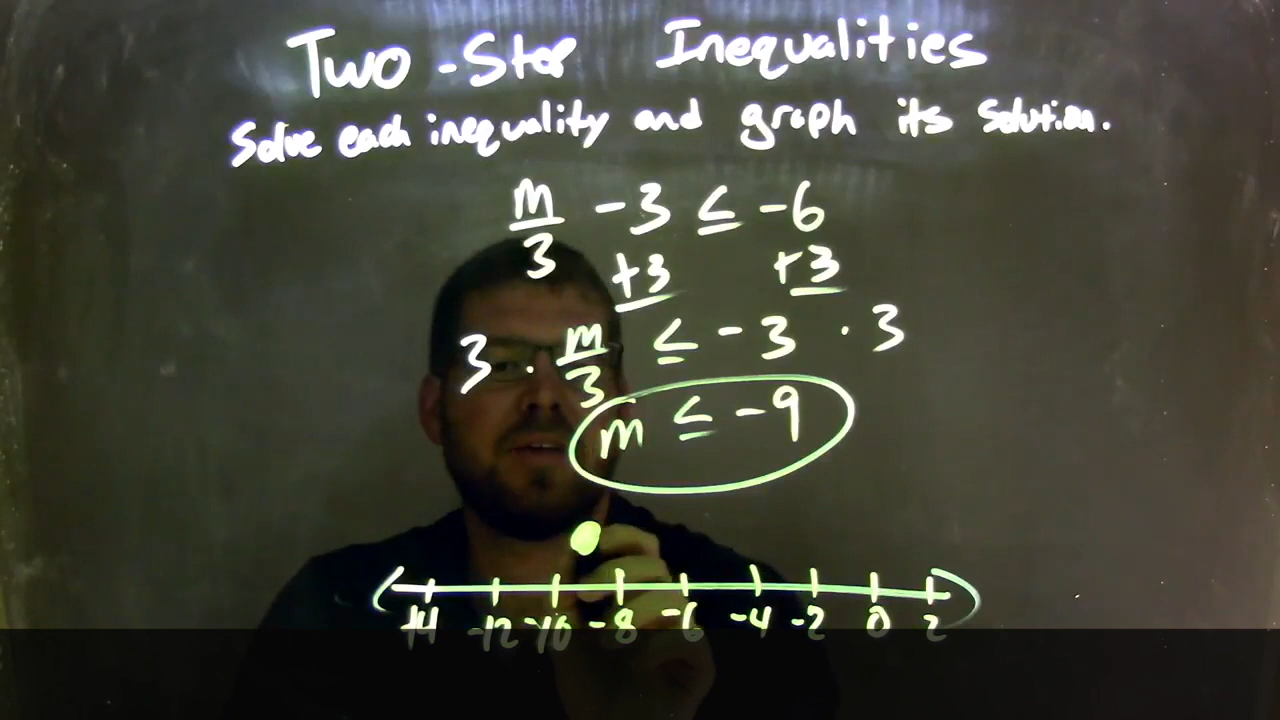 Two-Step Inequalities
Solve each inequality and graph its solution.
m/3 -3 ≤ -6
+3 +3
3 · m/3 ≤ -3 · 3
m ≤ -9
-14 -12 -10 -8 -6 -4 -2 0 2